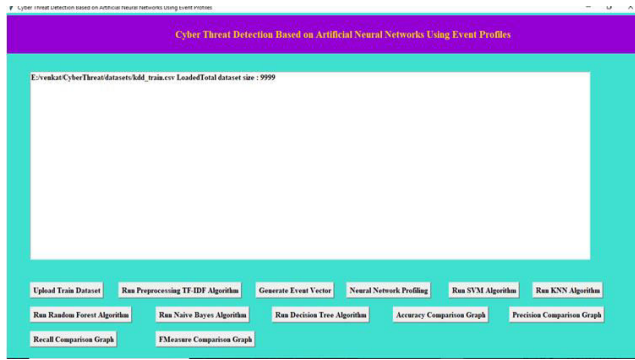 Cyber Threat Detection Based on Artificial Neural Networks Using Event Profiles
Cyber Threat Detection Based on Artificial Neural Networks Using Event Profiles
E:/venkat/CyberThreat/datasets/kdd_train.csv LoadedTotal dataset size : 9999
Upload Train Dataset Run Preprocessing TF-IDF Algorithm Generate Event Vector Neural Network Profiling Run SVM Algorithm Run KNN Algorithm
Run Random Forest Algorithm Run Naive Bayes Algorithm Run Decision Tree Algorithm Accuracy Comparison Graph Precision Comparison Graph
Recall Comparison Graph FMeasure Comparison Graph